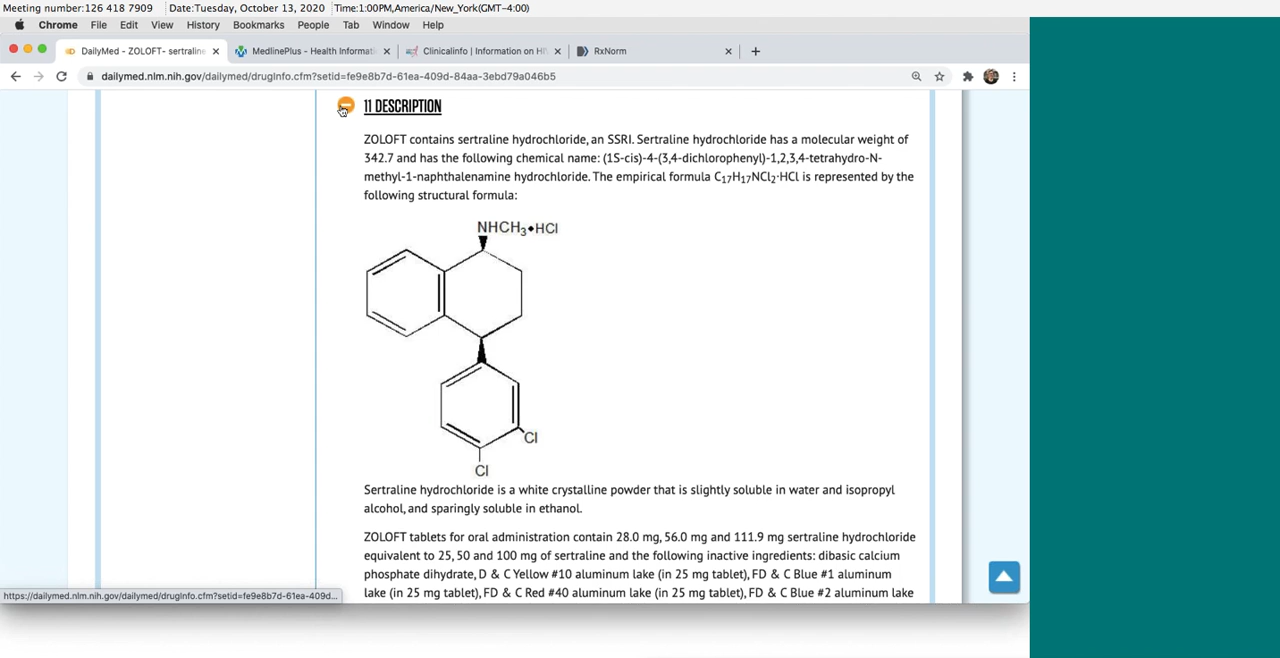 Meeting number:126 418 7909 Date:Tuesday, October 13, 2020 Time:1:00PM,America/New_York(GMT-4:00)
Chrome File Edit View History Bookmarks People Tab Window Help
DailyMed - ZOLOFT- sertraline MedlinePlus - Health Informati Clinicalinfo | Information on HI RxNorm
dailymed.nlm.nih.gov/dailymed/drugInfo.cfm?setid=fe9e8b7d-61ea-409d-84aa-3ebd79a046b5
11 DESCRIPTION
ZOLOFT contains sertraline hydrochloride, an SSRI. Sertraline hydrochloride has a molecular weight of
342.7 and has the following chemical name: (1S-cis)-4-(3,4-dichlorophenyl)-1,2,3,4-tetrahydro-N-
methyl-1-naphthalenamine hydrochloride. The empirical formula C₁₇H₁₇NCl₂·HCl is represented by the
following structural formula:
NHCH₃•HCl
Cl
Cl
Sertraline hydrochloride is a white crystalline powder that is slightly soluble in water and isopropyl
alcohol, and sparingly soluble in ethanol.
ZOLOFT tablets for oral administration contain 28.0 mg, 56.0 mg and 111.9 mg sertraline hydrochloride
equivalent to 25, 50 and 100 mg of sertraline and the following inactive ingredients: dibasic calcium
phosphate dihydrate, D & C Yellow #10 aluminum lake (in 25 mg tablet), FD & C Blue #1 aluminum
lake (in 25 mg tablet), FD & C Red #40 aluminum lake (in 25 mg tablet), FD & C Blue #2 aluminum lake
https://dailymed.nlm.nih.gov/dailymed/drugInfo.cfm?setid=fe9e8b7d-61ea-409d...